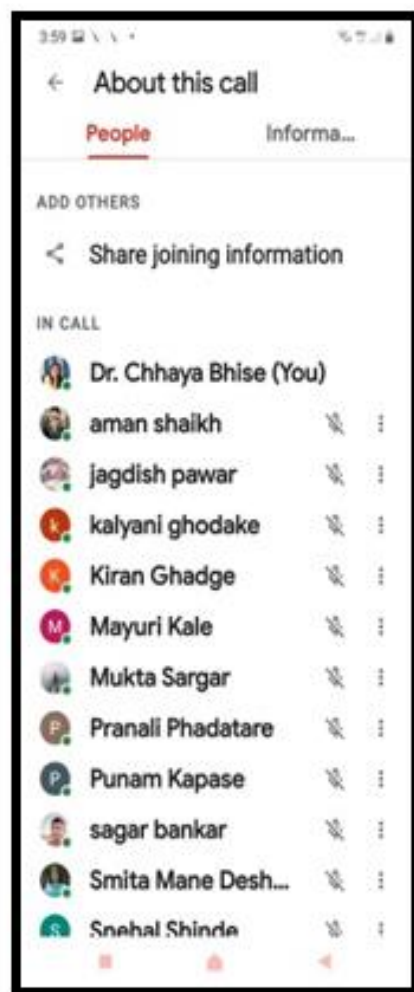 3:59
About this call
People Informa...
ADD OTHERS
Share joining information
IN CALL
Dr. Chhaya Bhise (You)
aman shaikh
jagdish pawar
k kalyani ghodake
K Kiran Ghadge
M Mayuri Kale
Mukta Sargar
P Pranali Phadatare
P Punam Kapase
sagar bankar
Smita Mane Desh...
S Snehal Shinde